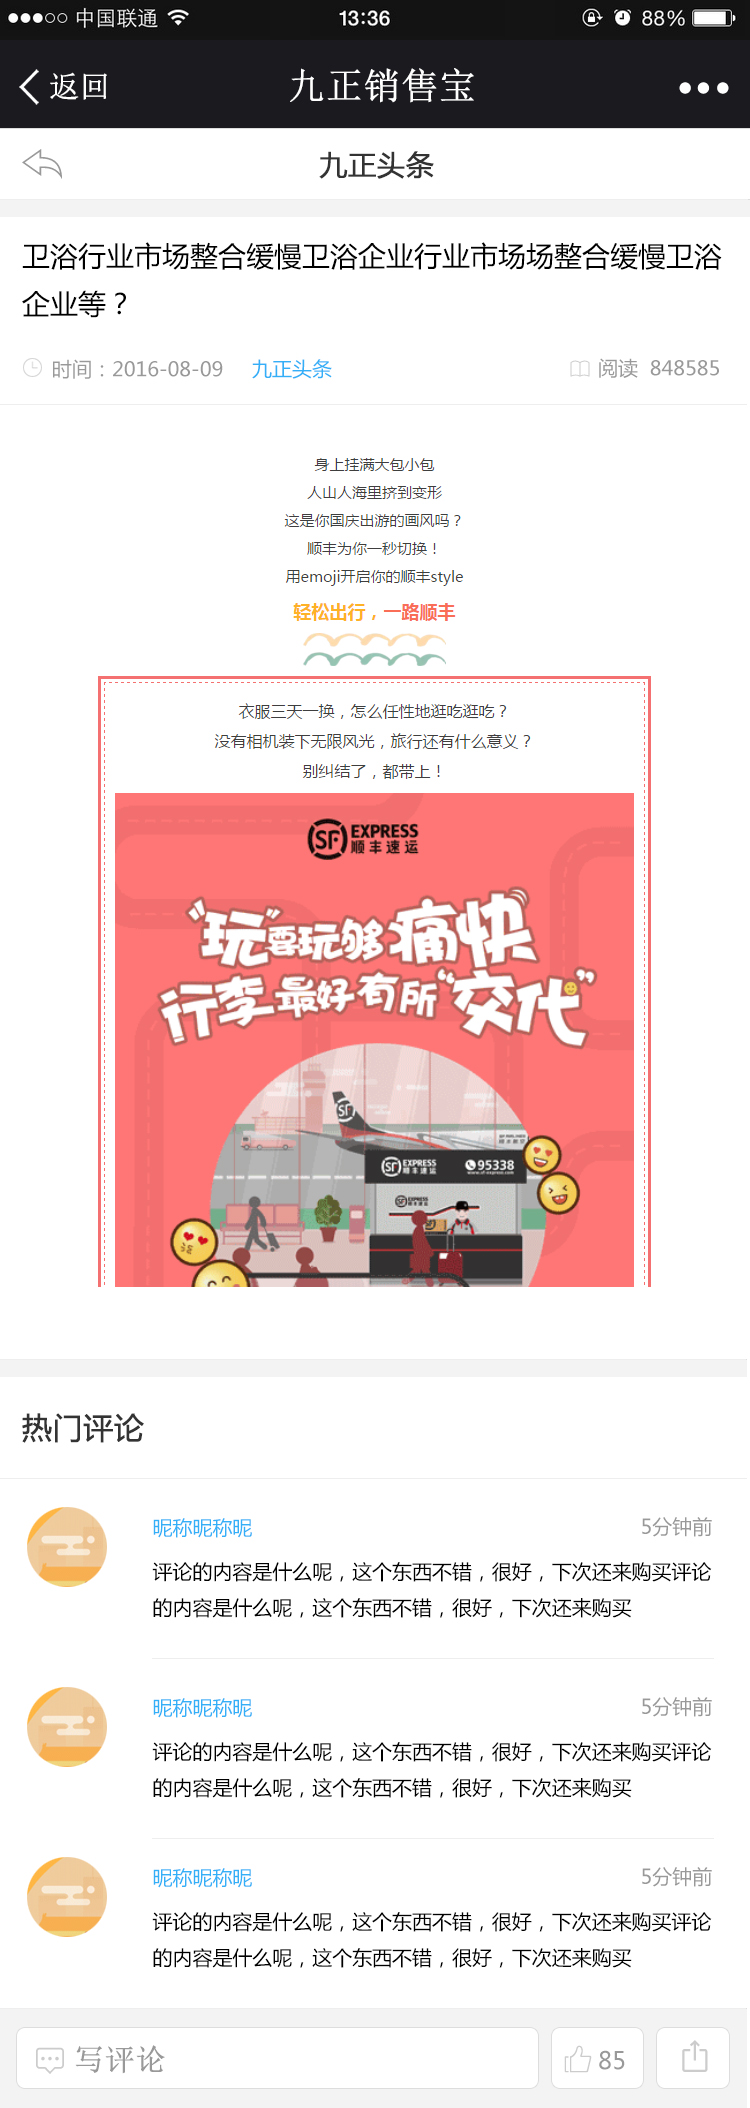 中国联通 13:36 88%
返回 九正销售宝
九正头条
卫浴行业市场整合缓慢卫浴企业行业市场场整合缓慢卫浴
企业等？
时间：2016-08-09 九正头条 阅读 848585
身上挂满大包小包
人山人海里挤到变形
这是你国庆出游的画风吗？
顺丰为你一秒切换！
用emoji开启你的顺丰style
轻松出行，一路顺丰
衣服三天一换，怎么任性地逛吃逛吃？
没有相机装下无限风光，旅行还有什么意义？
别纠结了，都带上！
SF EXPRESS
顺丰速运
“玩”要玩够痛快
行李最好有所“交代”
SF
SF EXPRESS 95338
顺丰速运 www.sf-express.com
SF EXPRESS
顺丰速运
热门评论
昵称昵称昵 5分钟前
评论的内容是什么呢，这个东西不错，很好，下次还来购买评论
的内容是什么呢，这个东西不错，很好，下次还来购买
昵称昵称昵 5分钟前
评论的内容是什么呢，这个东西不错，很好，下次还来购买评论
的内容是什么呢，这个东西不错，很好，下次还来购买
昵称昵称昵 5分钟前
评论的内容是什么呢，这个东西不错，很好，下次还来购买评论
的内容是什么呢，这个东西不错，很好，下次还来购买
写评论 85